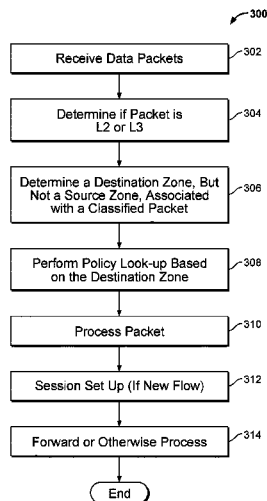 300
Receive Data Packets
302
Determine if Packet is
L2 or L3
304
Determine a Destination Zone, But
Not a Source Zone, Associated
with a Classified Packet
306
Perform Policy Look-up Based
on the Destination Zone
308
Process Packet
310
Session Set Up (If New Flow)
312
Forward or Otherwise Process
314
End